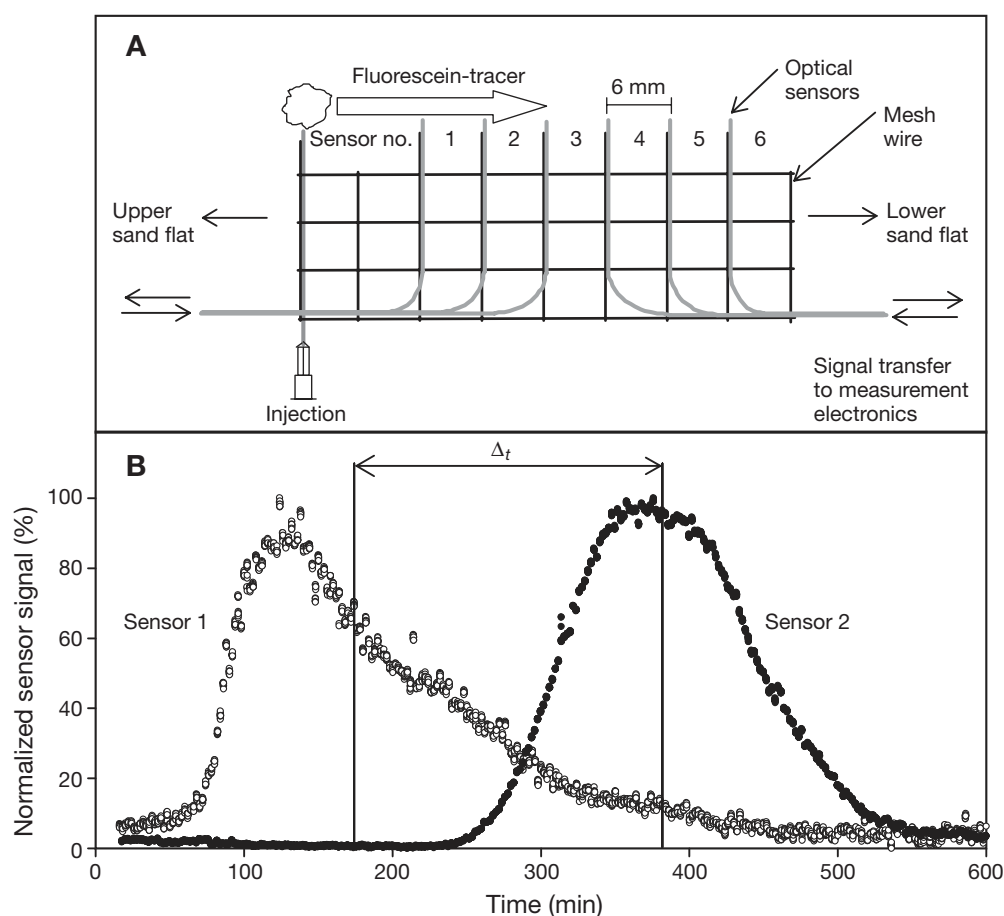 A
Fluorescein-tracer
6 mm
Optical
sensors
Sensor no. 1 2 3 4 5 6
Mesh
wire
Upper
sand flat
Lower
sand flat
Injection
Signal transfer
to measurement
electronics
B
Δt
Normalized sensor signal (%)
100
80
60
40
20
0
Sensor 1
Sensor 2
0 100 200 300 400 500 600
Time (min)